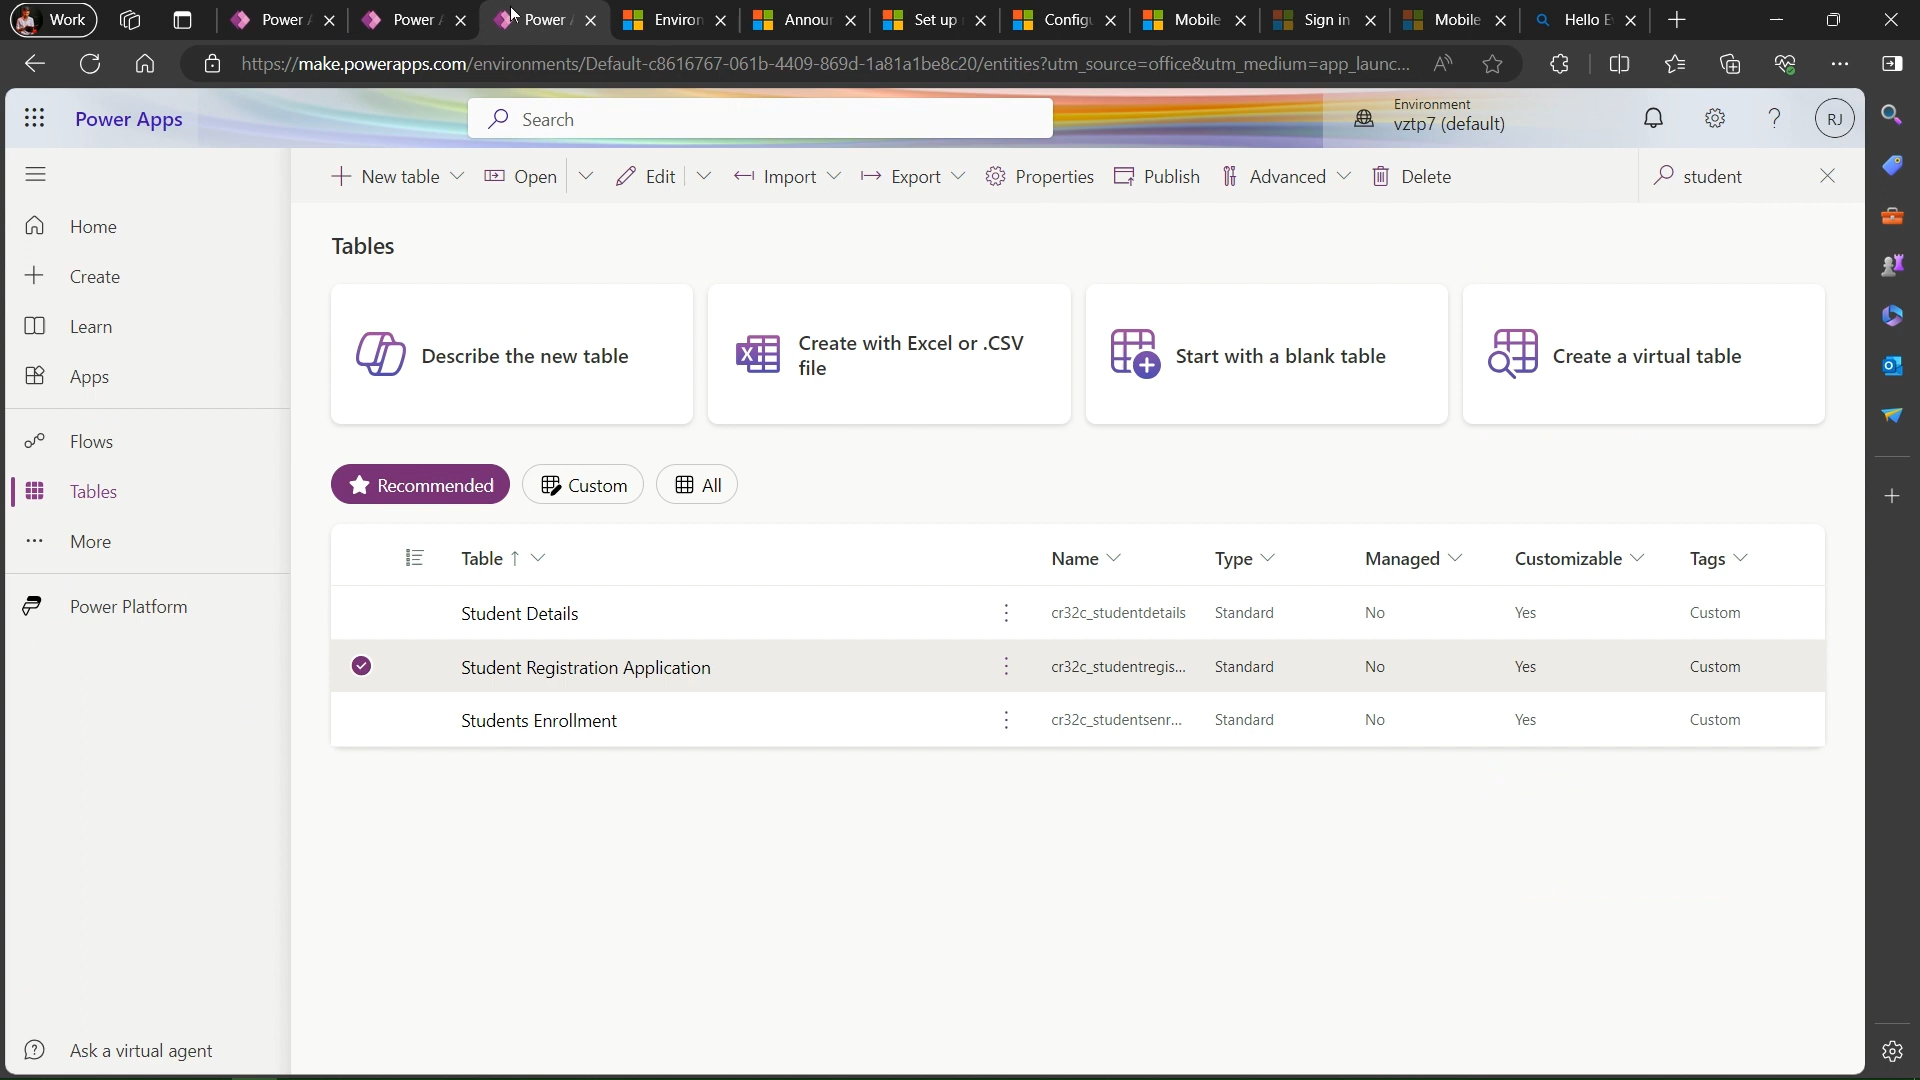 Work
Power A
Power A
Power A
Environ
Announ
Set up
Configu
Mobile
Sign in
Mobile
Hello E
https://make.powerapps.com/environments/Default-c8616767-061b-4409-869d-1a81a1be8c20/entities?utm_source=office&utm_medium=app_launc...
Power Apps
Search
Environment
vztp7 (default)
RJ
New table
Open
Edit
Import
Export
Properties
Publish
Advanced
Delete
student
Home
Create
Learn
Apps
Flows
Tables
More
Power Platform
Ask a virtual agent
Tables
Describe the new table
Create with Excel or .CSV
file
Start with a blank table
Create a virtual table
Recommended
Custom
All
Table Name Type Managed Customizable Tags
Student Details cr32c_studentdetails Standard No Yes Custom
Student Registration Application cr32c_studentregis... Standard No Yes Custom
Students Enrollment cr32c_studentsenr... Standard No Yes Custom